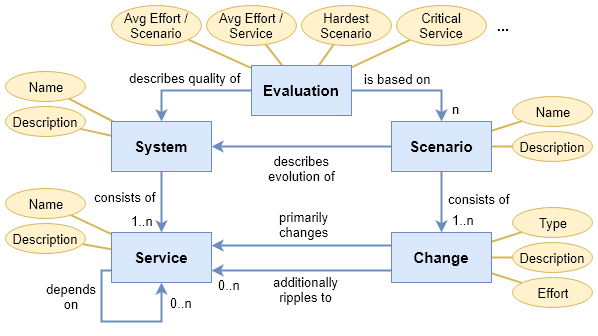 Avg Effort /
Scenario
Avg Effort /
Service
Hardest
Scenario
Critical
Service
...
describes quality of
Evaluation
is based on
n
Name
Description
System
describes
evolution of
Scenario
Name
Description
consists of
1..n
consists of
1..n
Name
Description
Service
primarily
changes
Change
Type
Description
Effort
depends
on
0..n
0..n
additionally
ripples to